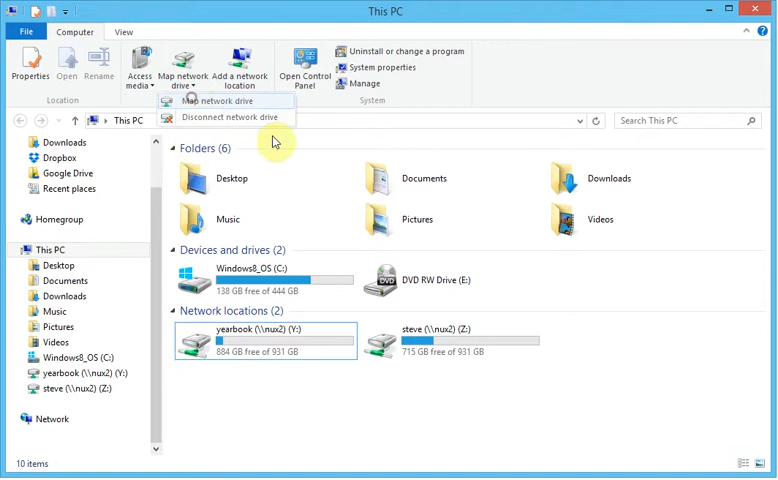 This PC
File
Computer
View
Properties
Open
Rename
Access media
Map network drive
Add a network location
Open Control Panel
Uninstall or change a program
System properties
Manage
Location
System
Map network drive
Disconnect network drive
This PC
Search This PC
Downloads
Dropbox
Google Drive
Recent places
Homegroup
This PC
Desktop
Documents
Downloads
Music
Pictures
Videos
Windows8_OS (C:)
yearbook (\\nux2) (Y:)
steve (\\nux2) (Z:)
Network
Folders (6)
Desktop
Documents
Downloads
Music
Pictures
Videos
Devices and drives (2)
Windows8_OS (C:)
138 GB free of 444 GB
DVD RW Drive (E:)
Network locations (2)
yearbook (\\nux2) (Y:)
884 GB free of 931 GB
steve (\\nux2) (Z:)
715 GB free of 931 GB
10 items